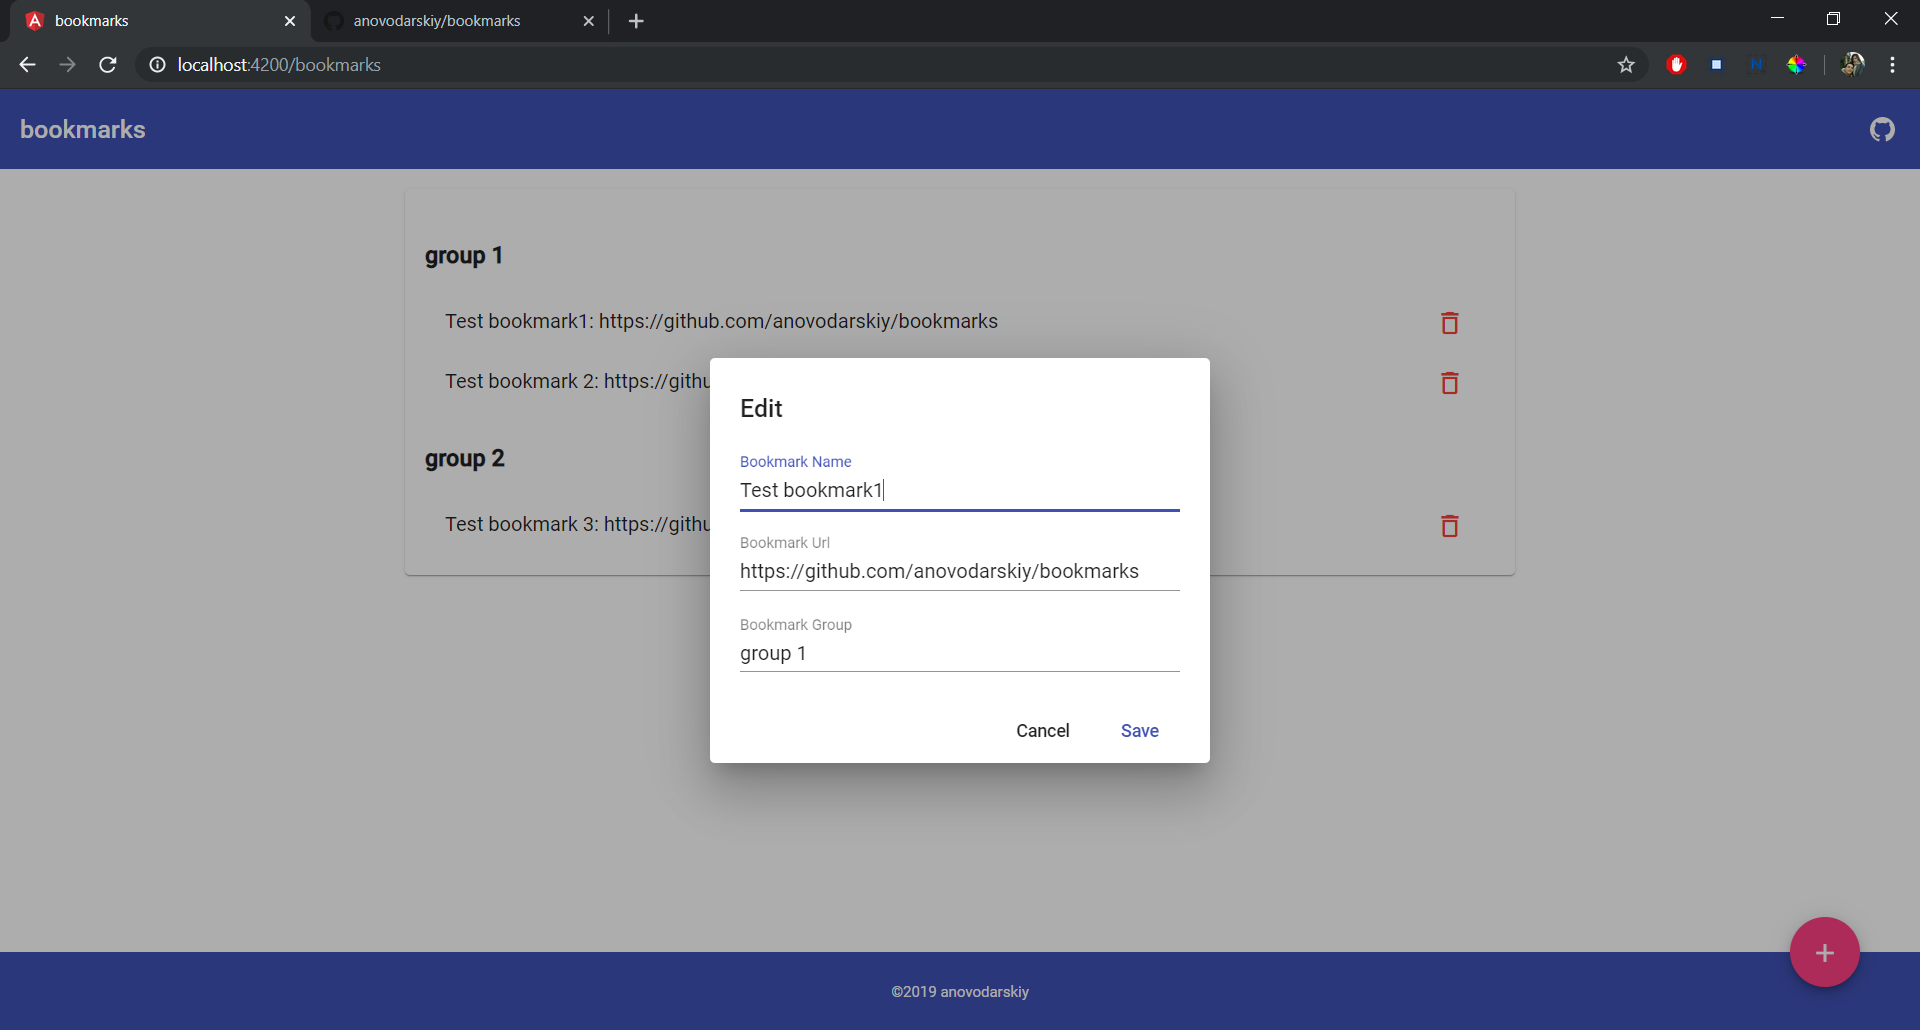 bookmarks
anovodarskiy/bookmarks
localhost:4200/bookmarks
bookmarks
group 1
Test bookmark1: https://github.com/anovodarskiy/bookmarks
Test bookmark 2: https://githu
group 2
Test bookmark 3: https://githu
Edit
Bookmark Name
Test bookmark1
Bookmark Url
https://github.com/anovodarskiy/bookmarks
Bookmark Group
group 1
Cancel
Save
©2019 anovodarskiy